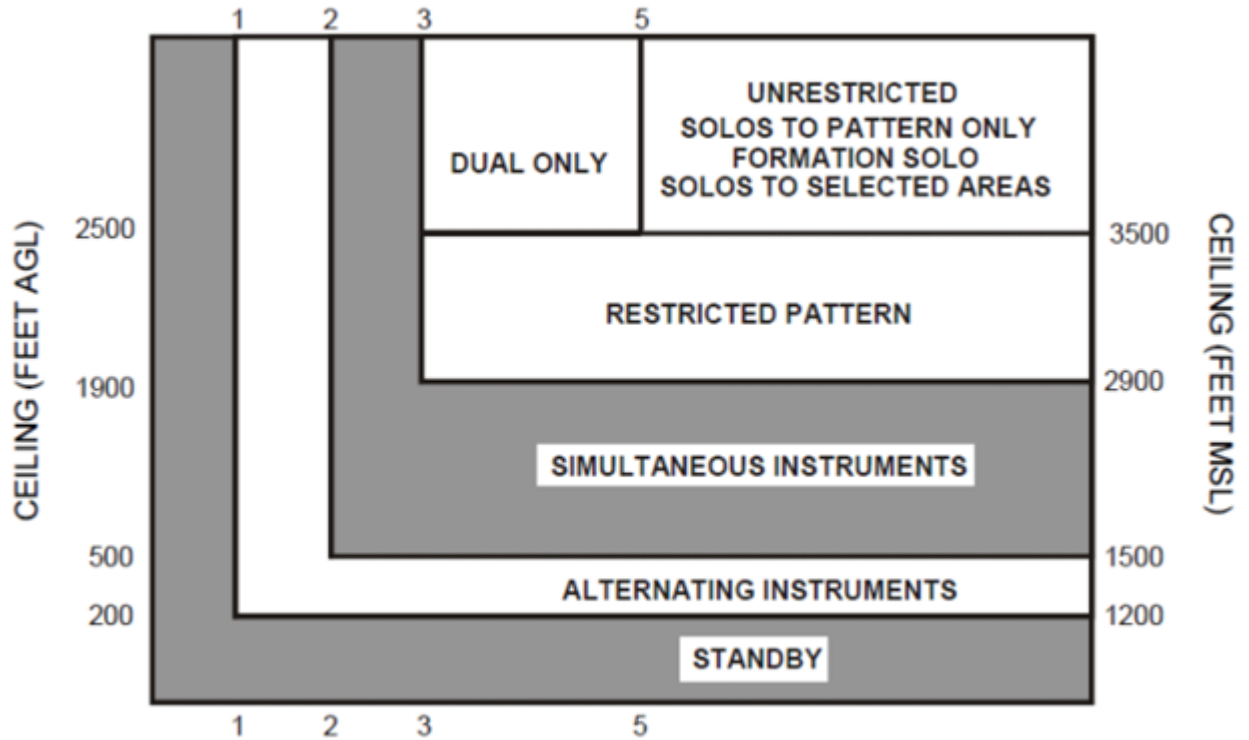 1 2 3 5
UNRESTRICTED
SOLOS TO PATTERN ONLY
FORMATION SOLO
SOLOS TO SELECTED AREAS
DUAL ONLY
2500
3500
RESTRICTED PATTERN
1900
2900
SIMULTANEOUS INSTRUMENTS
500
1500
ALTERNATING INSTRUMENTS
200
1200
STANDBY
1 2 3 5
CEILING (FEET AGL)
CEILING (FEET MSL)